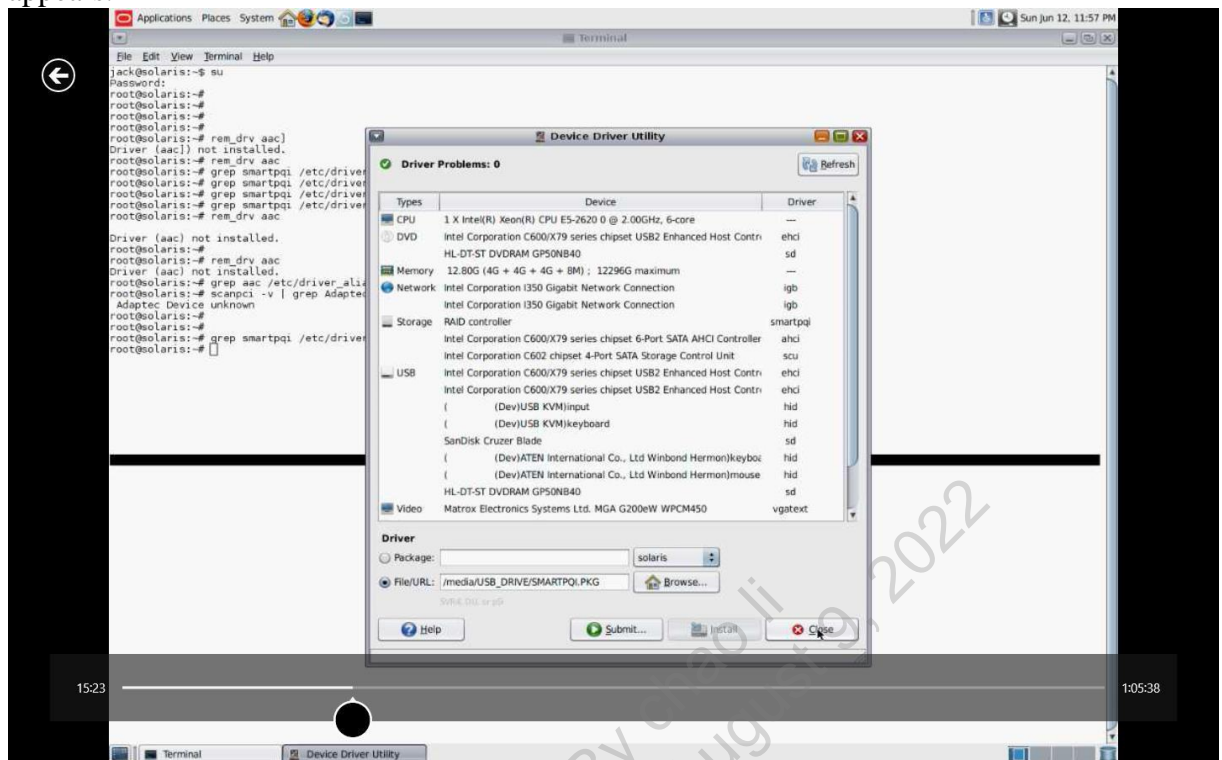 Applications Places System
Sun Jun 12, 11:57 PM
Terminal
File Edit View Terminal Help
jack@solaris:~$ su
Password:
root@solaris:~#
root@solaris:~#
root@solaris:~#
root@solaris:~#
root@solaris:~# rem_drv aac]
Driver (aac]) not installed.
root@solaris:~# rem_drv aac
root@solaris:~# grep smartpqi /etc/driver
root@solaris:~# grep smartpqi /etc/driver
root@solaris:~# grep smartpqi /etc/driver
root@solaris:~# grep smartpqi /etc/driver
root@solaris:~# rem_drv aac
Driver (aac) not installed.
root@solaris:~#
root@solaris:~# rem_drv aac
Driver (aac) not installed.
root@solaris:~# grep aac /etc/driver_alia
root@solaris:~# scanpci -v | grep Adaptec
Adaptec Device unknown
root@solaris:~#
root@solaris:~#
root@solaris:~# grep smartpqi /etc/driver
root@solaris:~#
Device Driver Utility
Driver Problems: 0
Refresh
Types Device Driver
CPU 1 X Intel(R) Xeon(R) CPU E5-2620 0 @ 2.00GHz, 6-core ---
DVD Intel Corporation C600/X79 series chipset USB2 Enhanced Host Contr ehci
HL-DT-ST DVDRAM GP50NB40 sd
Memory 12.80G (4G + 4G + 4G + 8M) ; 12296G maximum ---
Network Intel Corporation I350 Gigabit Network Connection igb
Intel Corporation I350 Gigabit Network Connection igb
Storage RAID controller smartpqi
Intel Corporation C600/X79 series chipset 6-Port SATA AHCI Controller ahci
Intel Corporation C602 chipset 4-Port SATA Storage Control Unit scu
USB Intel Corporation C600/X79 series chipset USB2 Enhanced Host Contr ehci
Intel Corporation C600/X79 series chipset USB2 Enhanced Host Contr ehci
( (Dev)USB KVM)input hid
( (Dev)USB KVM)keyboard hid
SanDisk Cruzer Blade sd
( (Dev)ATEN International Co., Ltd Winbond Hermon)keyboa hid
( (Dev)ATEN International Co., Ltd Winbond Hermon)mouse hid
HL-DT-ST DVDRAM GP50NB40 sd
Video Matrox Electronics Systems Ltd. MGA G200eW WPCM450 vgatext
Driver
Package: solaris
File/URL: /media/USB_DRIVE/SMARTPQI.PKG Browse...
Help Submit... Install Close
15:23 1:05:38
Terminal Device Driver Utility
By chao li
august 9, 2022